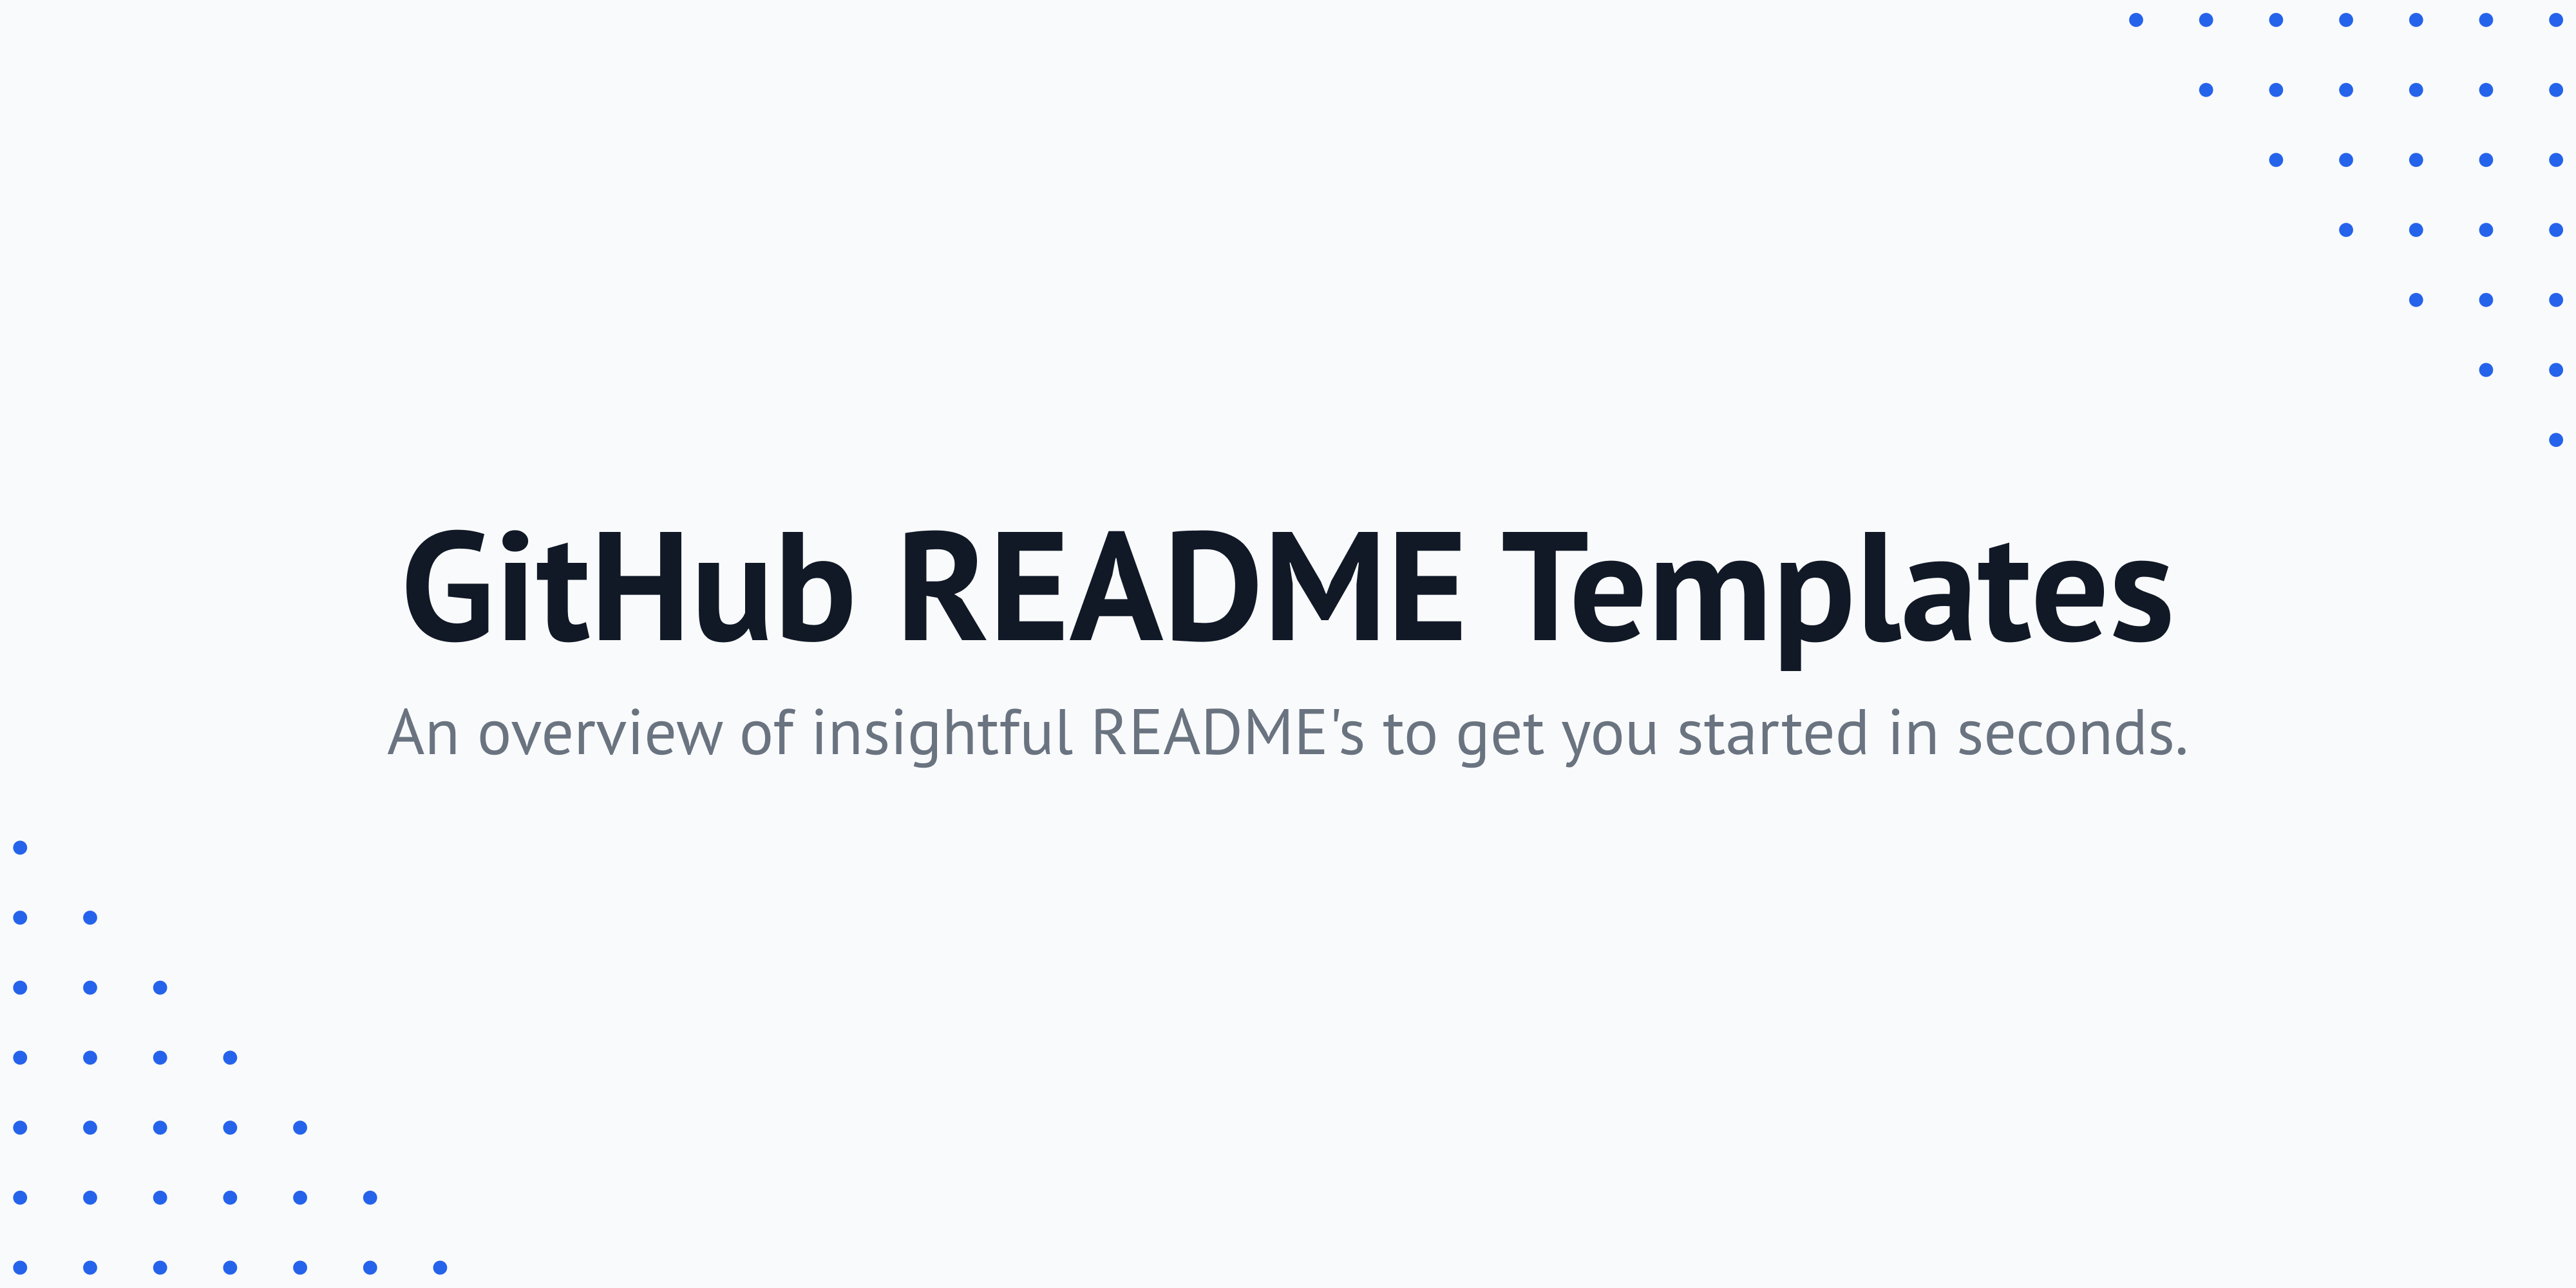 GitHub README Templates
An overview of insightful README's to get you started in seconds.